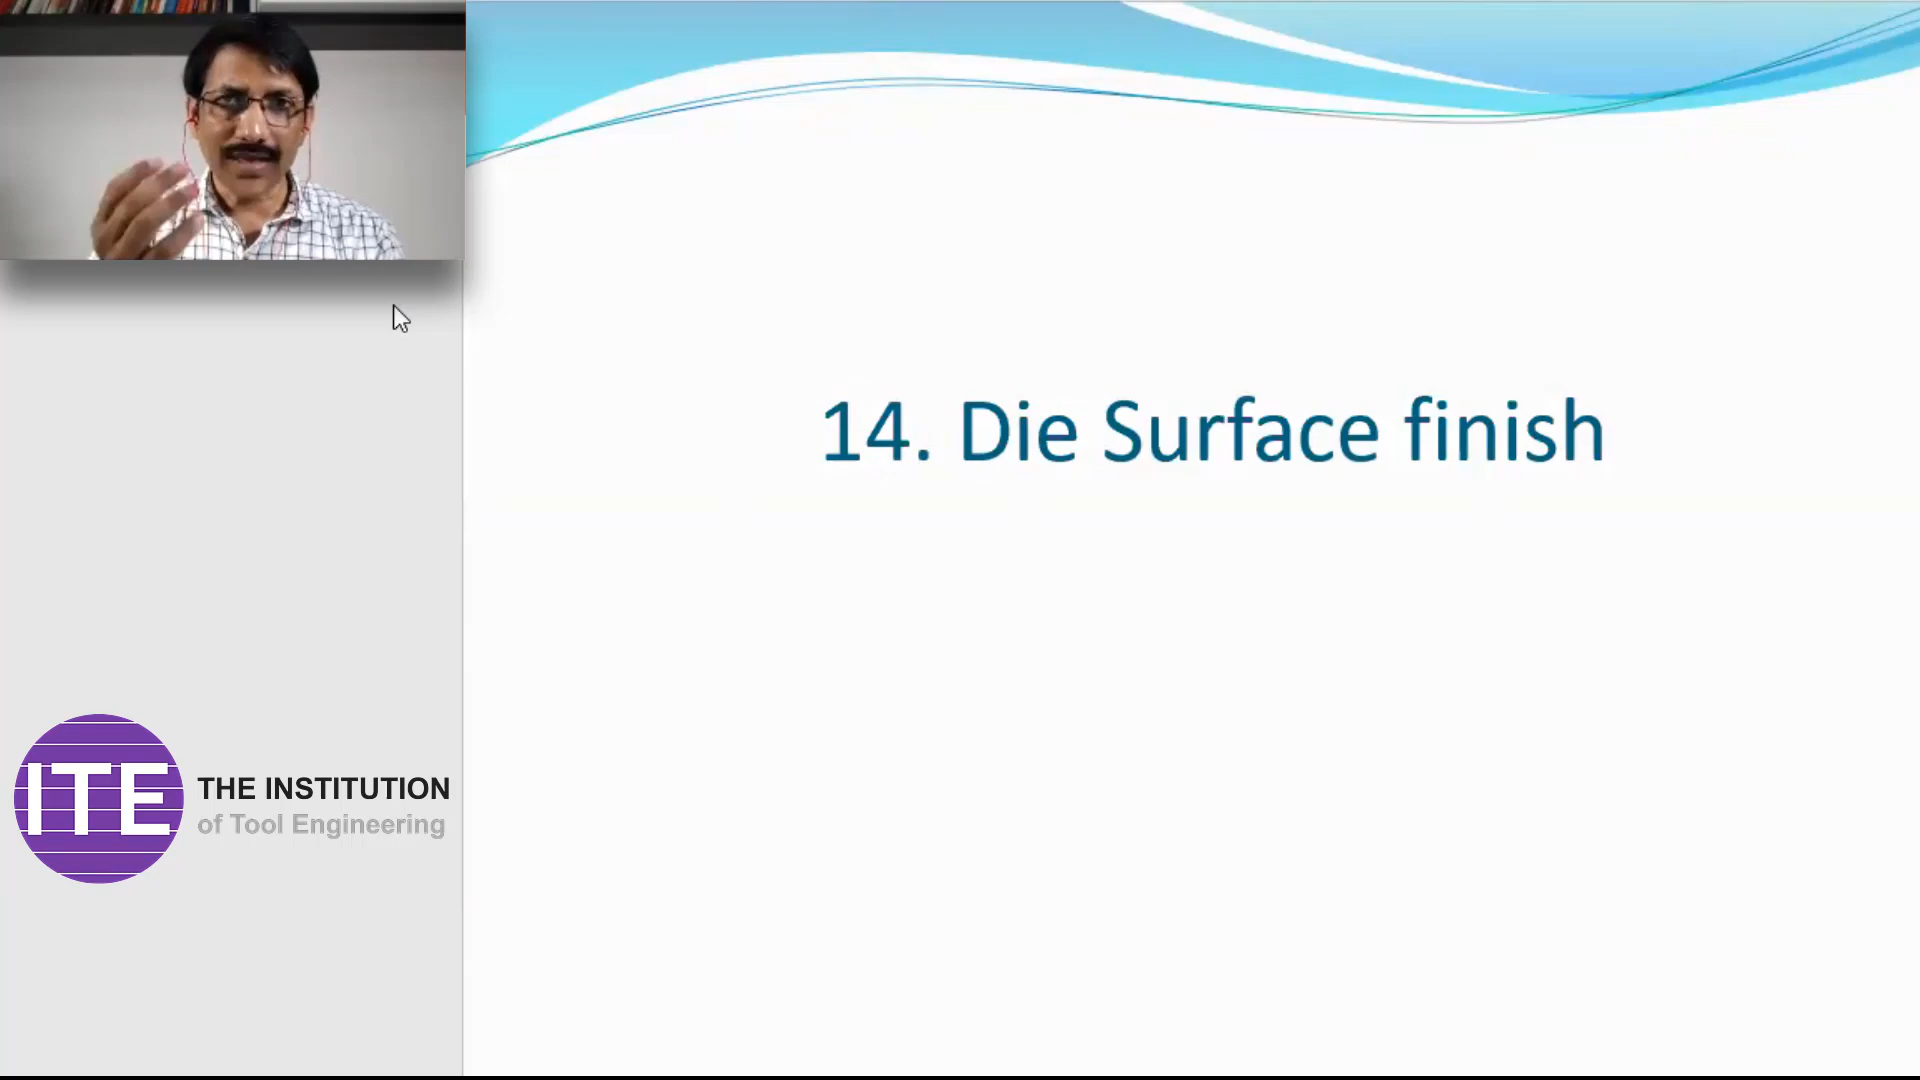 14. Die Surface finish
ITE
THE INSTITUTION
of Tool Engineering